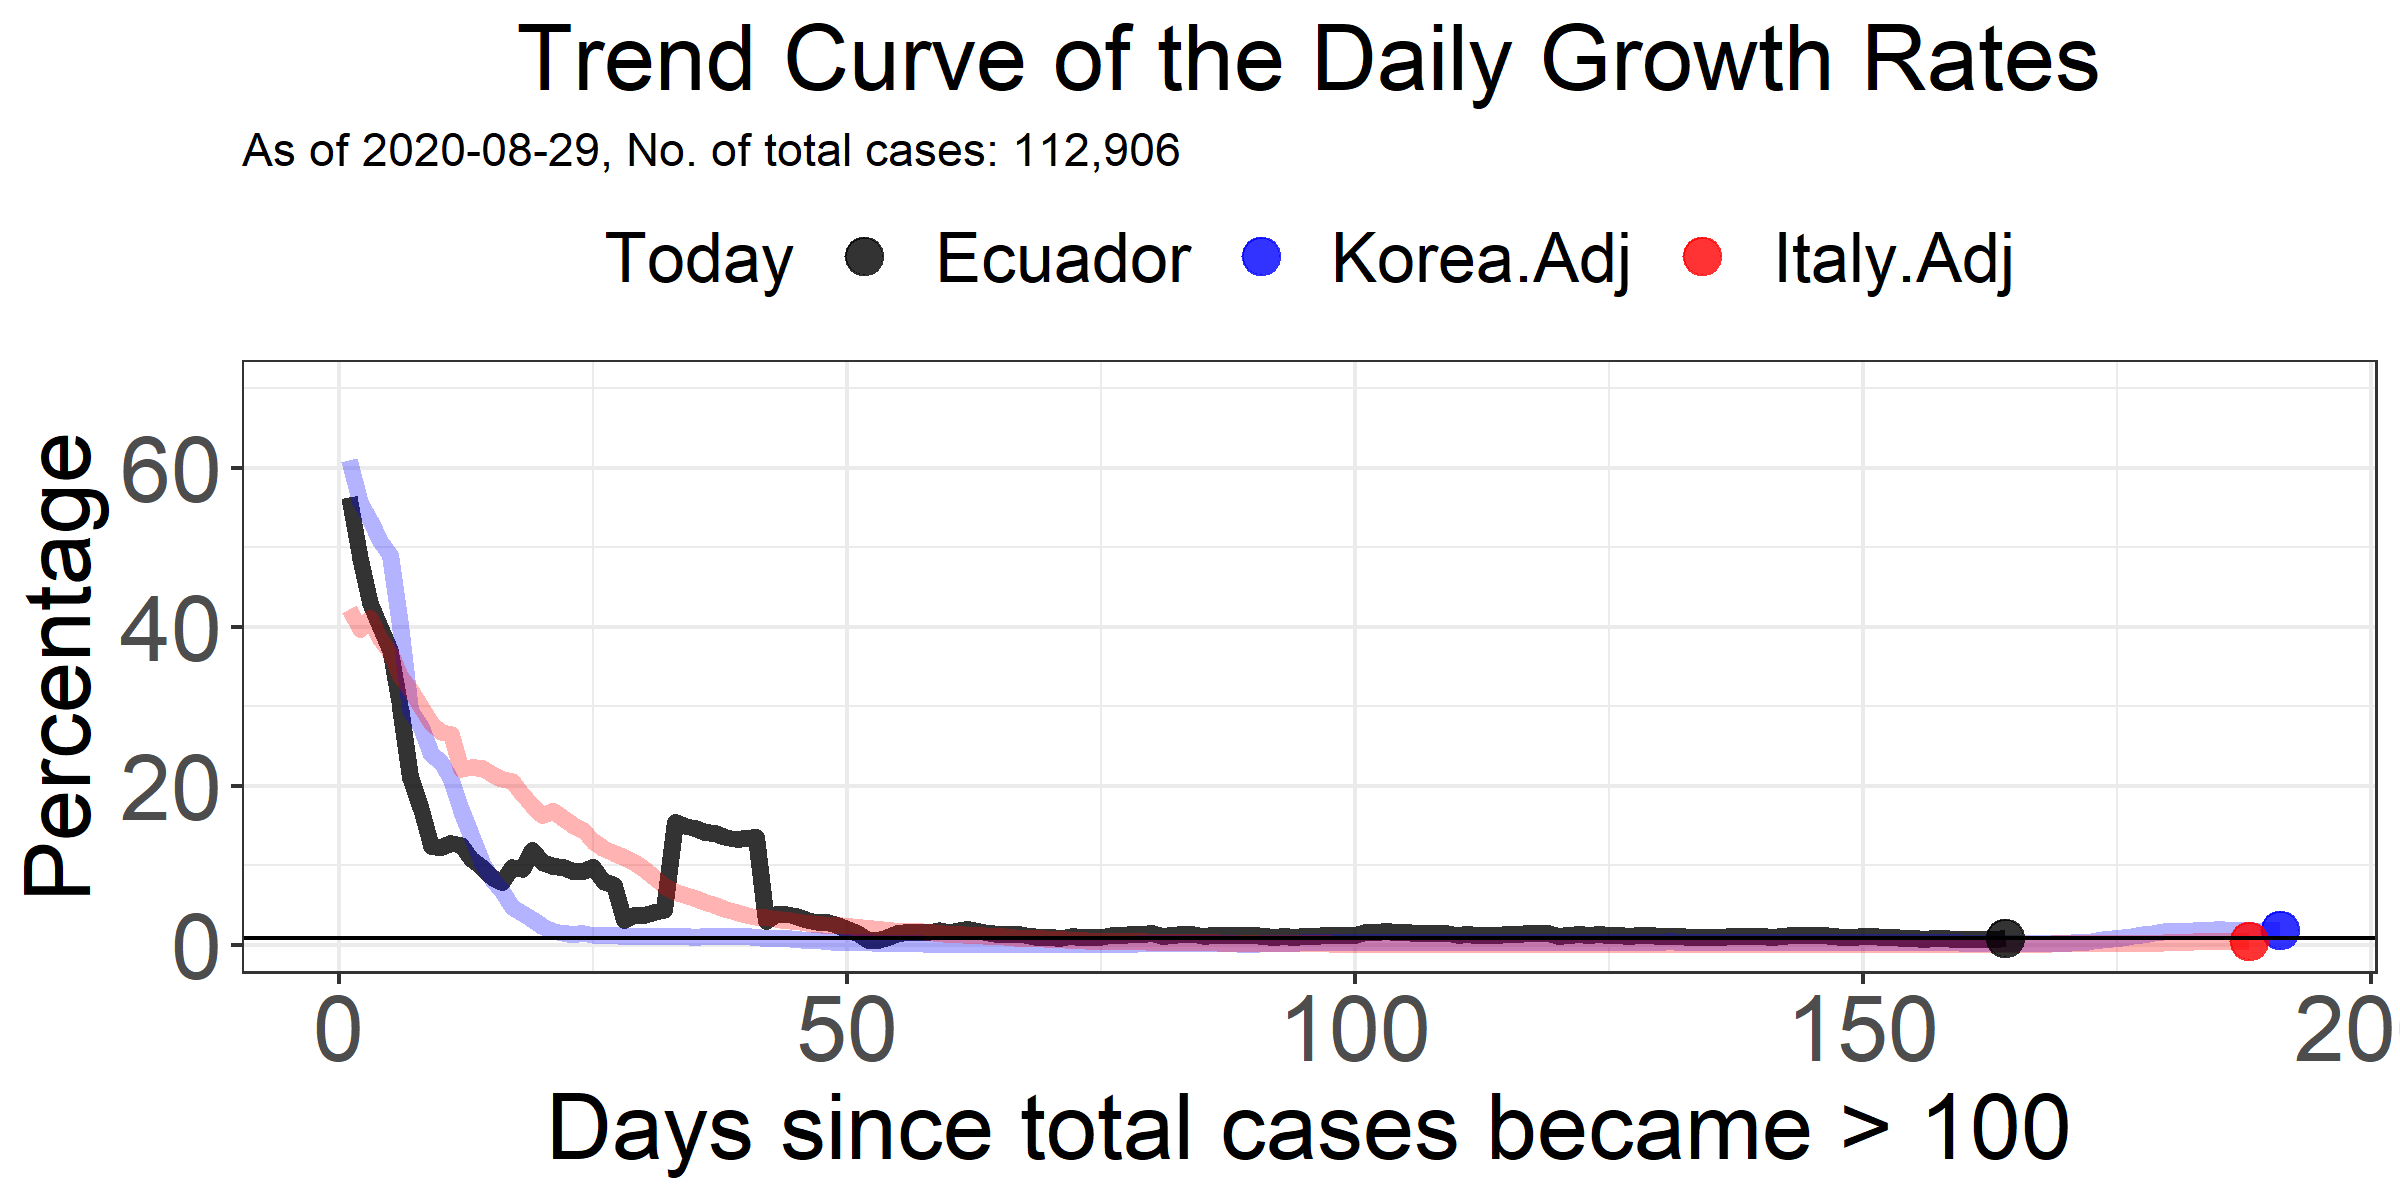 Trend Curve of the Daily Growth Rates
As of 2020-08-29, No. of total cases: 112,906
Today Ecuador Korea.Adj Italy.Adj
Percentage
60
40
20
0
0 50 100 150 20
Days since total cases became > 100